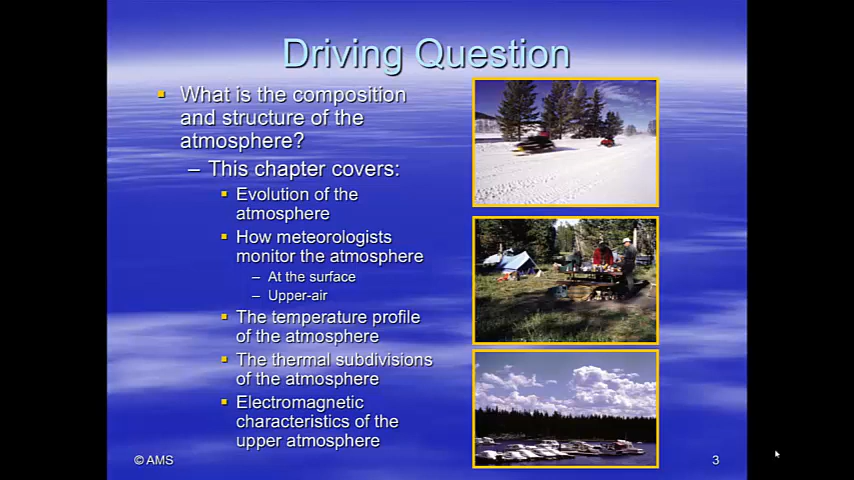 Driving Question
What is the composition
and structure of the
atmosphere?
– This chapter covers:
Evolution of the
atmosphere
How meteorologists
monitor the atmosphere
– At the surface
– Upper-air
The temperature profile
of the atmosphere
The thermal subdivisions
of the atmosphere
Electromagnetic
characteristics of the
upper atmosphere
© AMS
3